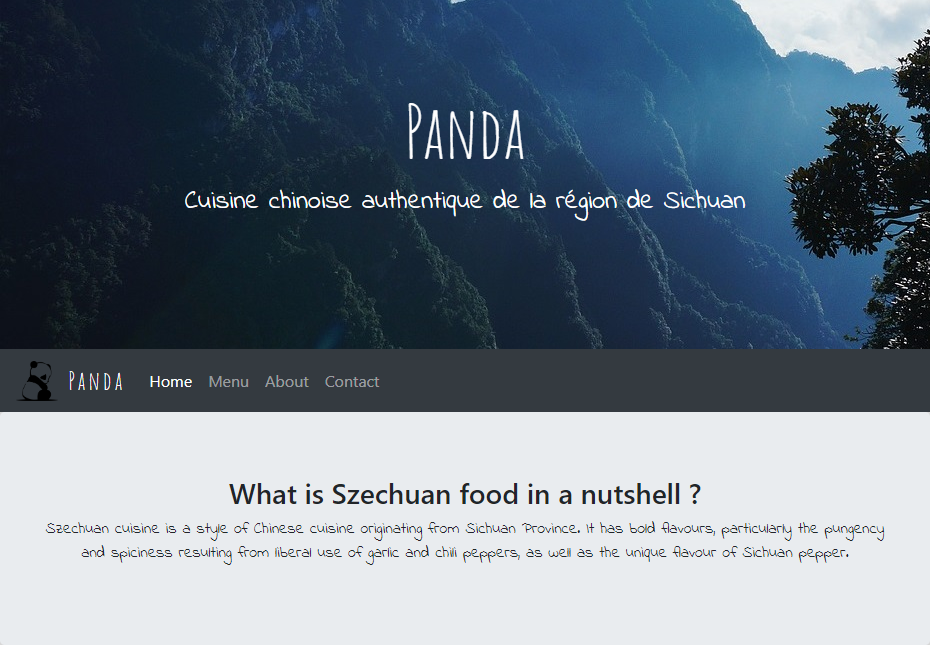 Panda
Cuisine chinoise authentique de la région de Sichuan
Panda Home Menu About Contact
What is Szechuan food in a nutshell ?
Szechuan cuisine is a style of Chinese cuisine originating from Sichuan Province. It has bold flavours, particularly the pungency
and spiciness resulting from liberal use of garlic and chili peppers, as well as the unique flavour of Sichuan pepper.